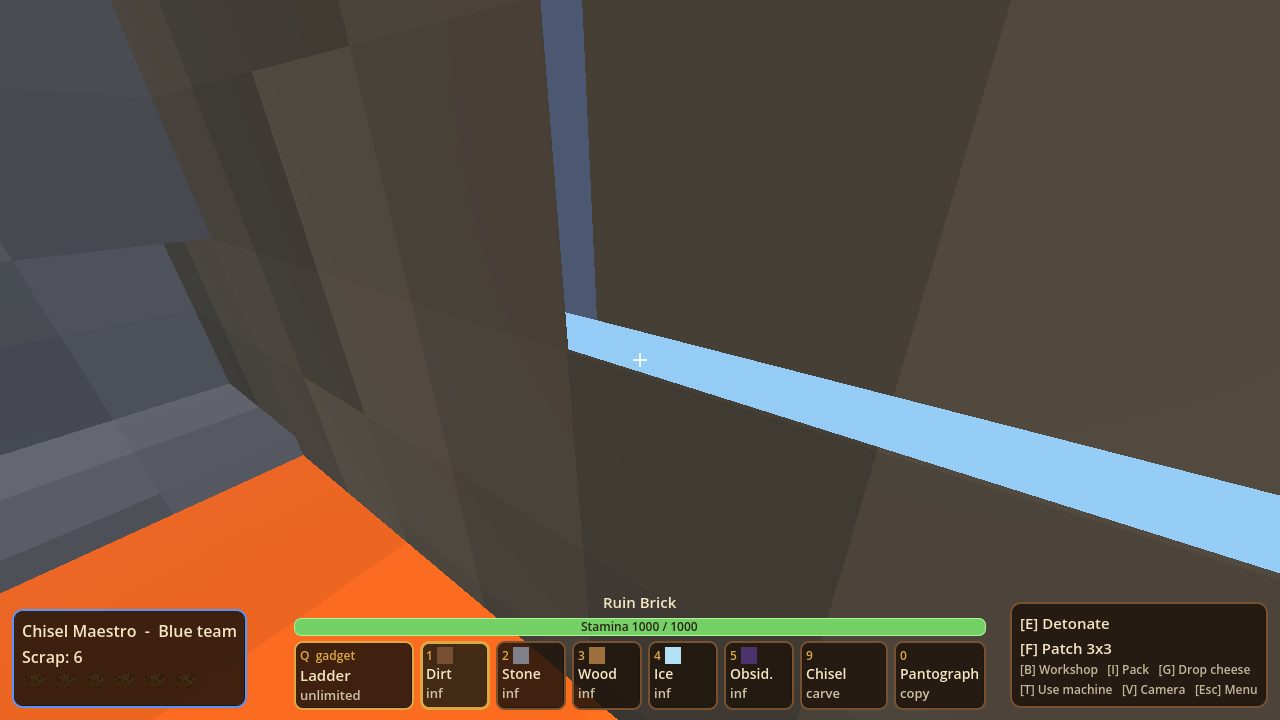 Ruin Brick
Stamina 1000 / 1000
Chisel Maestro - Blue team
Scrap: 6
Q gadget
Ladder
unlimited
1
Dirt
inf
2
Stone
inf
3
Wood
inf
4
Ice
inf
5
Obsid.
inf
9
Chisel
carve
0
Pantograph
copy
[E] Detonate
[F] Patch 3x3
[B] Workshop [I] Pack [G] Drop cheese
[T] Use machine [V] Camera [Esc] Menu